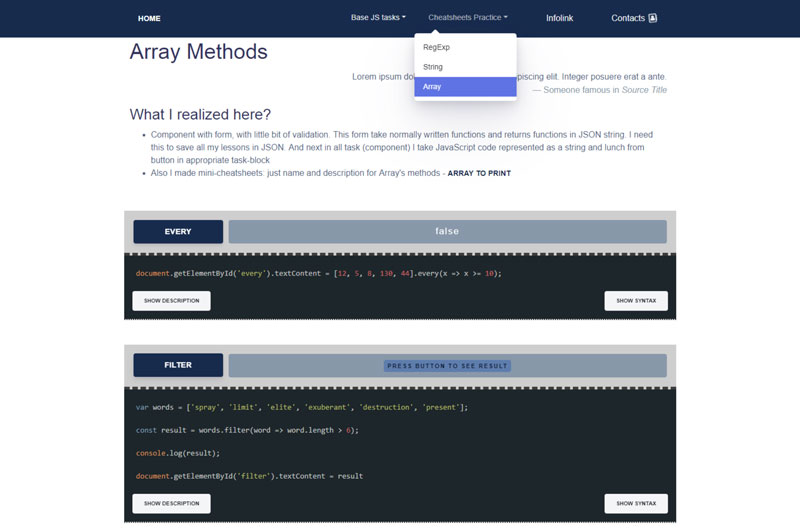 HOME
Base JS tasks
Cheatsheets Practice
Infolink
Contacts
RegExp
String
Array
Array Methods
Lorem ipsum dol piscing elit. Integer posuere erat a ante.
— Someone famous in Source Title
What I realized here?
Component with form, with little bit of validation. This form take normally written functions and returns functions in JSON string. I need
this to save all my lessons in JSON. And next in all task (component) I take JavaScript code represented as a string and lunch from
button in appropriate task-block
Also I made mini-cheatsheets: just name and description for Array's methods - ARRAY TO PRINT
EVERY
false
document.getElementById('every').textContent = [12, 5, 8, 130, 44].every(x => x >= 10);
SHOW DESCRIPTION
SHOW SYNTAX
FILTER
PRESS BUTTON TO SEE RESULT
var words = ['spray', 'limit', 'elite', 'exuberant', 'destruction', 'present'];
const result = words.filter(word => word.length > 6);
console.log(result);
document.getElementById('filter').textContent = result
SHOW DESCRIPTION
SHOW SYNTAX